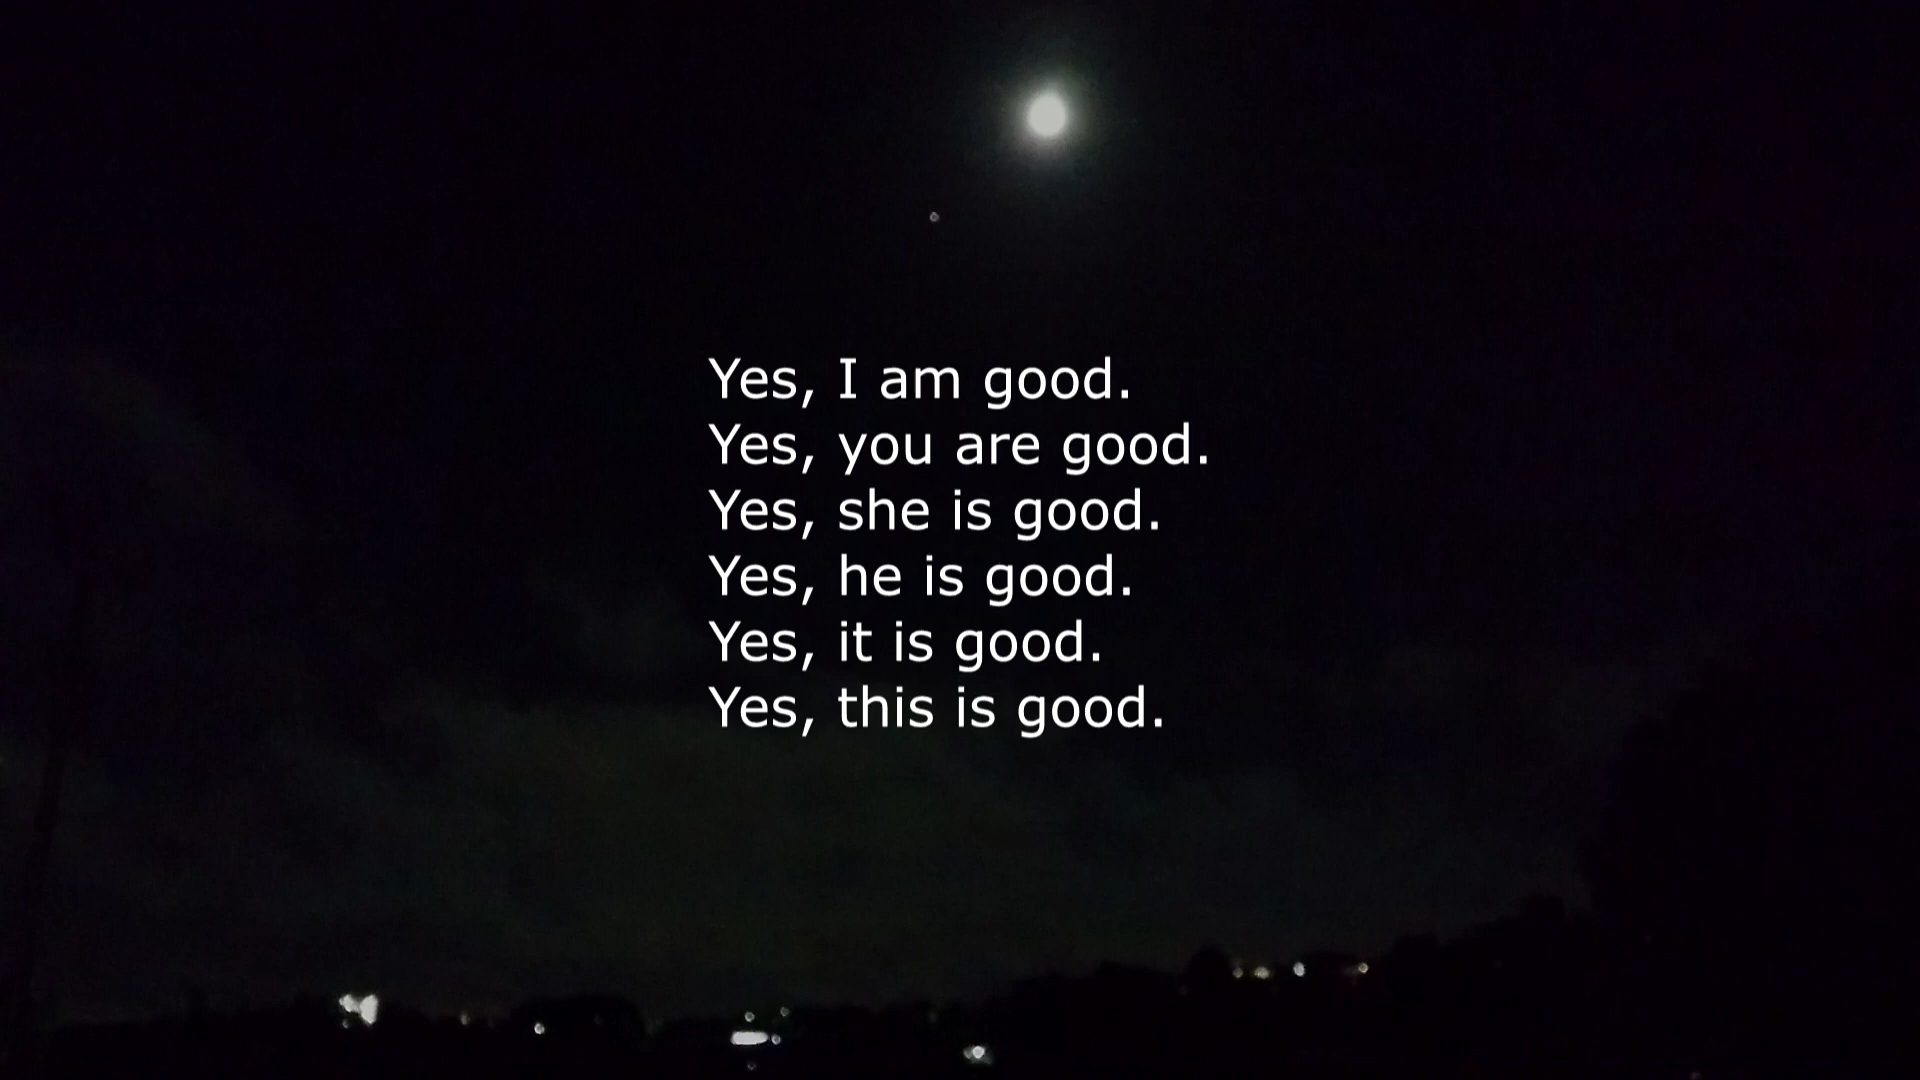 Yes, I am good.
Yes, you are good.
Yes, she is good.
Yes, he is good.
Yes, it is good.
Yes, this is good.